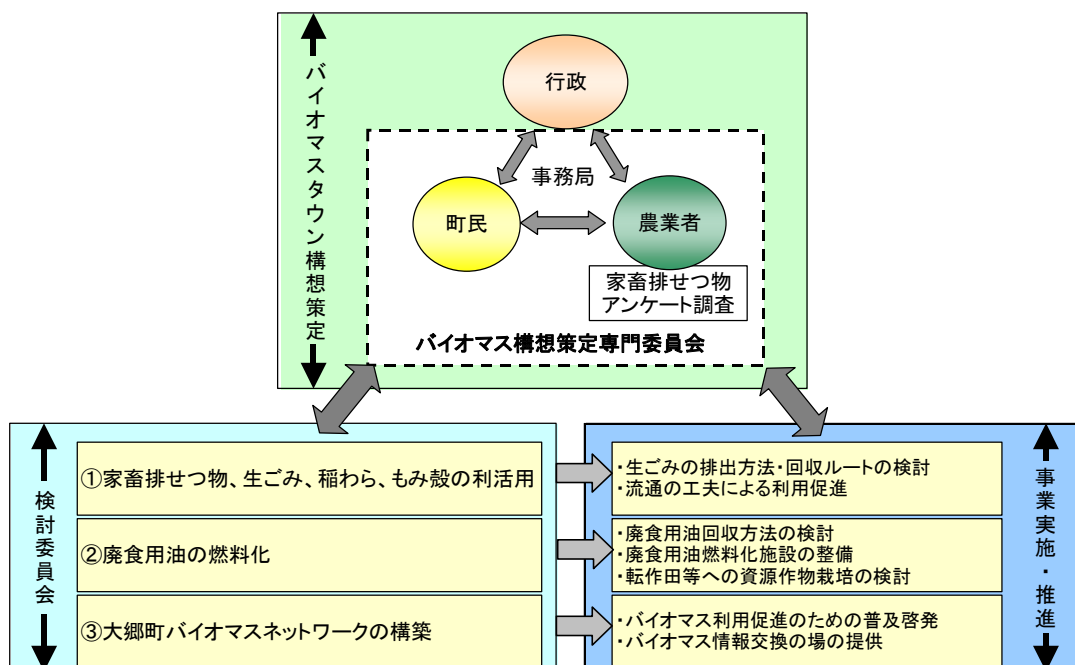 バイオマスタウン構想策定
行政
事務局
町民
農業者
家畜排せつ物
アンケート調査
バイオマス構想策定専門委員会
検討委員会
①家畜排せつ物、生ごみ、稲わら、もみ殻の利活用
②廃食用油の燃料化
③大郷町バイオマスネットワークの構築
・生ごみの排出方法・回収ルートの検討
・流通の工夫による利用促進
・廃食用油回収方法の検討
・廃食用油燃料化施設の整備
・転作田等への資源作物栽培の検討
・バイオマス利用促進のための普及啓発
・バイオマス情報交換の場の提供
事業実施・推進